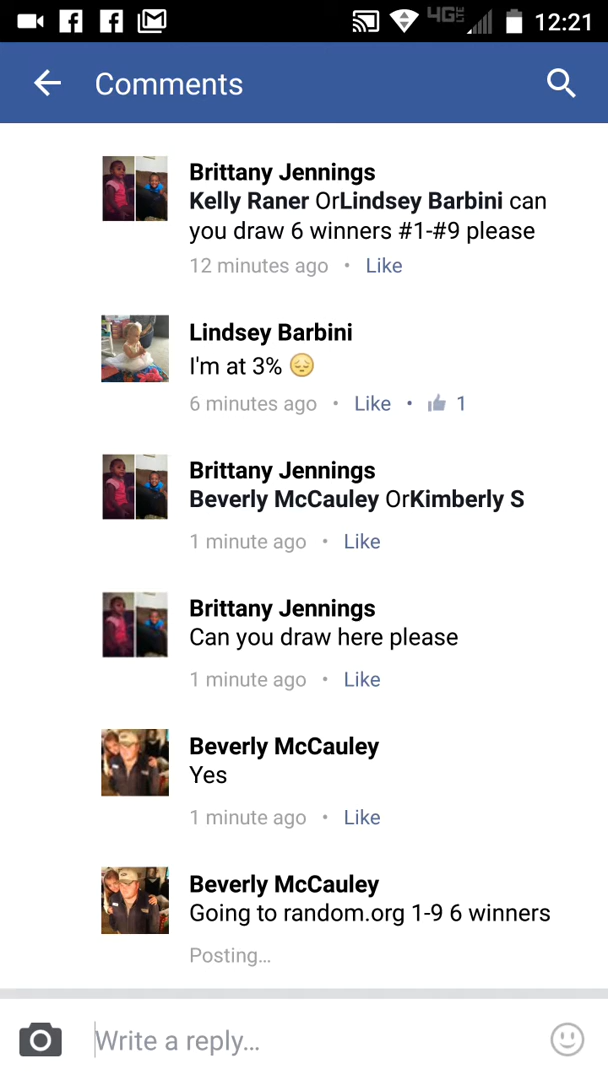 12:21
Comments
Brittany Jennings
Kelly Raner OrLindsey Barbini can
you draw 6 winners #1-#9 please
12 minutes ago • Like
Lindsey Barbini
I'm at 3% 😔
6 minutes ago • Like • 1
Brittany Jennings
Beverly McCauley OrKimberly S
1 minute ago • Like
Brittany Jennings
Can you draw here please
1 minute ago • Like
Beverly McCauley
Yes
1 minute ago • Like
Beverly McCauley
Going to random.org 1-9 6 winners
Posting...
Write a reply...